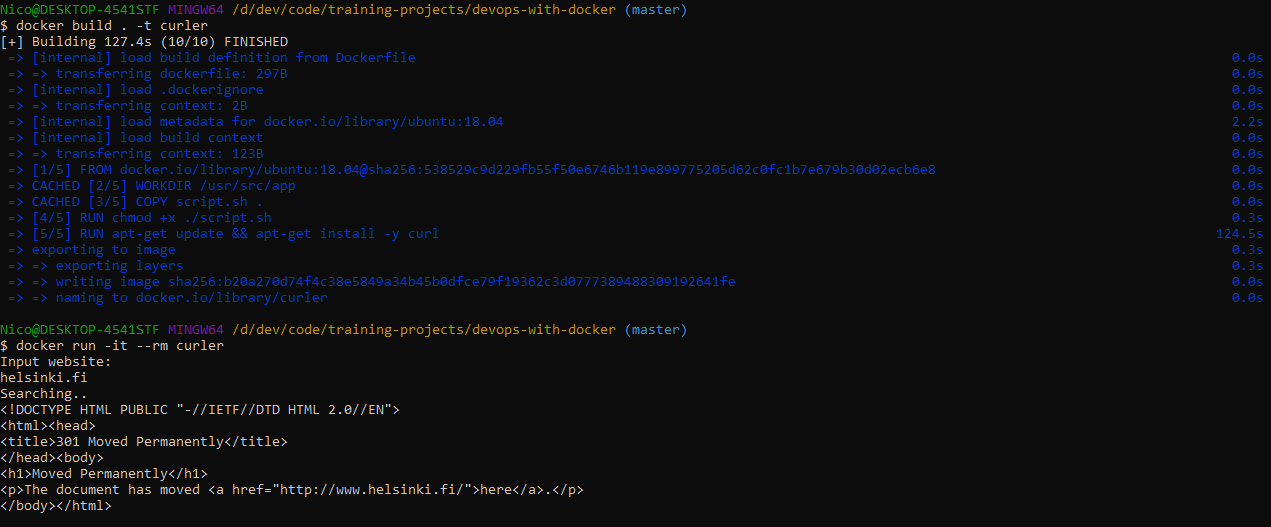 Nico@DESKTOP-4541STF MINGW64 /d/dev/code/training-projects/devops-with-docker (master)
$ docker build . -t curler
[+] Building 127.4s (10/10) FINISHED
=> [internal] load build definition from Dockerfile 0.0s
=> => transferring dockerfile: 297B 0.0s
=> [internal] load .dockerignore 0.0s
=> => transferring context: 2B 0.0s
=> [internal] load metadata for docker.io/library/ubuntu:18.04 2.2s
=> [internal] load build context 0.0s
=> => transferring context: 123B 0.0s
=> [1/5] FROM docker.io/library/ubuntu:18.04@sha256:538529c9d229fb55f50e6746b119e899775205d62c0fc1b7e679b30d02ecb6e8 0.0s
=> CACHED [2/5] WORKDIR /usr/src/app 0.0s
=> CACHED [3/5] COPY script.sh . 0.0s
=> [4/5] RUN chmod +x ./script.sh 0.3s
=> [5/5] RUN apt-get update && apt-get install -y curl 124.5s
=> exporting to image 0.3s
=> => exporting layers 0.3s
=> => writing image sha256:b20a270d74f4c38e5849a34b45b0dfce79f19362c3d0777389488309192641fe 0.0s
=> => naming to docker.io/library/curler 0.0s
Nico@DESKTOP-4541STF MINGW64 /d/dev/code/training-projects/devops-with-docker (master)
$ docker run -it --rm curler
Input website:
helsinki.fi
Searching..
<!DOCTYPE HTML PUBLIC "-//IETF//DTD HTML 2.0//EN">
<html><head>
<title>301 Moved Permanently</title>
</head><body>
<h1>Moved Permanently</h1>
<p>The document has moved <a href="http://www.helsinki.fi/">here</a>.</p>
</body></html>